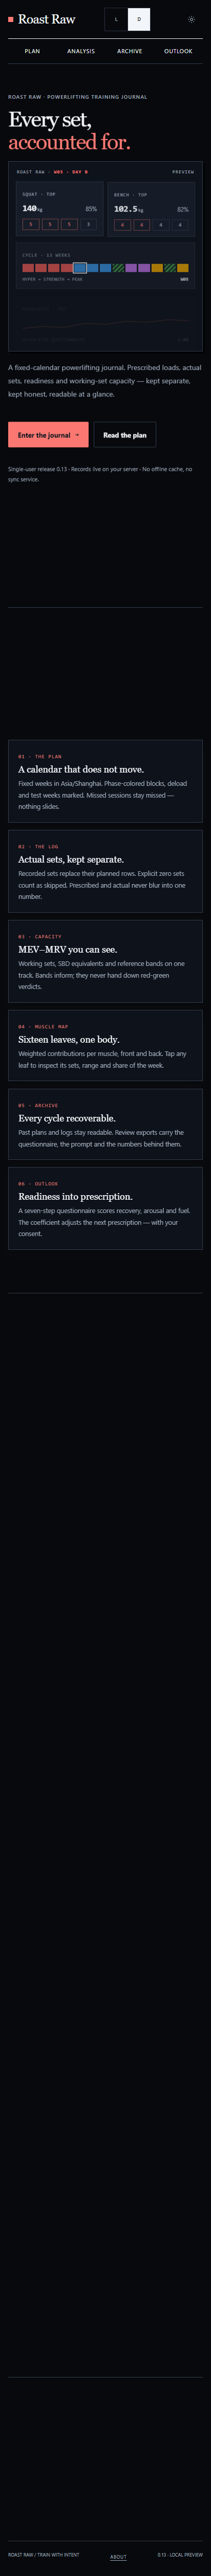 Roast Raw
L D
PLAN ANALYSIS ARCHIVE OUTLOOK
ROAST RAW · POWERLIFTING TRAINING JOURNAL
Every set,
accounted for.
ROAST RAW · W05 · DAY B PREVIEW
SQUAT · TOP
140kg 85%
5 5 5 3
BENCH · TOP
102.5kg 82%
4 4 4 4
CYCLE · 13 WEEKS
HYPER → STRENGTH → PEAK W05
A fixed-calendar powerlifting journal. Prescribed loads, actual
sets, readiness and working-set capacity — kept separate,
kept honest, readable at a glance.
Enter the journal →
Read the plan
Single-user release 0.13 · Records live on your server · No offline cache, no
sync service.
01 · THE PLAN
A calendar that does not move.
Fixed weeks in Asia/Shanghai. Phase-colored blocks, deload
and test weeks marked. Missed sessions stay missed —
nothing slides.
02 · THE LOG
Actual sets, kept separate.
Recorded sets replace their planned rows. Explicit zero sets
count as skipped. Prescribed and actual never blur into one
number.
03 · CAPACITY
MEV–MRV you can see.
Working sets, SBD equivalents and reference bands on one
track. Bands inform; they never hand down red-green
verdicts.
04 · MUSCLE MAP
Sixteen leaves, one body.
Weighted contributions per muscle, front and back. Tap any
leaf to inspect its sets, range and share of the week.
05 · ARCHIVE
Every cycle recoverable.
Past plans and logs stay readable. Review exports carry the
questionnaire, the prompt and the numbers behind them.
06 · OUTLOOK
Readiness into prescription.
A seven-step questionnaire scores recovery, arousal and fuel.
The coefficient adjusts the next prescription — with your
consent.
ROAST RAW / TRAIN WITH INTENT ABOUT 0.13 · LOCAL PREVIEW